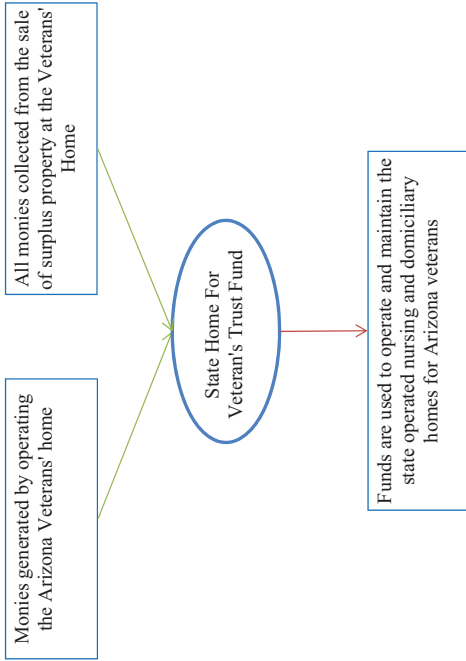 Monies generated by operating
the Arizona Veterans' home
All monies collected from the sale
of surplus property at the Veterans'
Home
State Home For
Veteran's Trust Fund
Funds are used to operate and maintain the
state operated nursing and domiciliary
homes for Arizona veterans